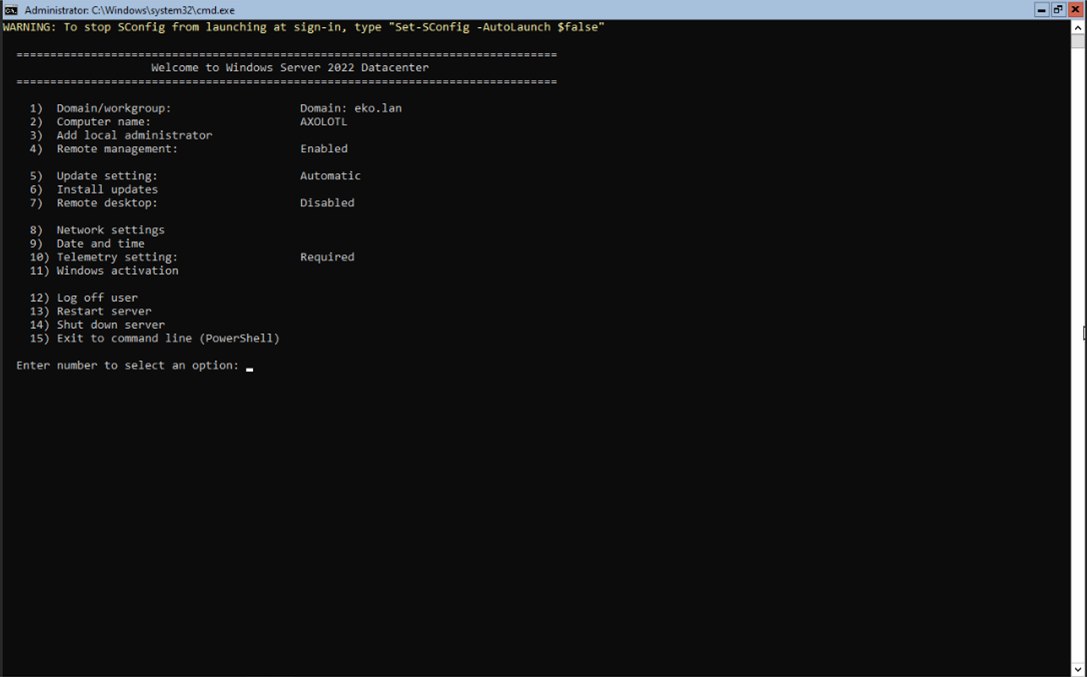 Administrator: C:\Windows\system32\cmd.exe
WARNING: To stop SConfig from launching at sign-in, type "Set-SConfig -AutoLaunch $false"
================================================================================
Welcome to Windows Server 2022 Datacenter
================================================================================
1) Domain/workgroup: Domain: eko.lan
2) Computer name: AXOLOTL
3) Add local administrator
4) Remote management: Enabled
5) Update setting: Automatic
6) Install updates
7) Remote desktop: Disabled
8) Network settings
9) Date and time
10) Telemetry setting: Required
11) Windows activation
12) Log off user
13) Restart server
14) Shut down server
15) Exit to command line (PowerShell)
Enter number to select an option: